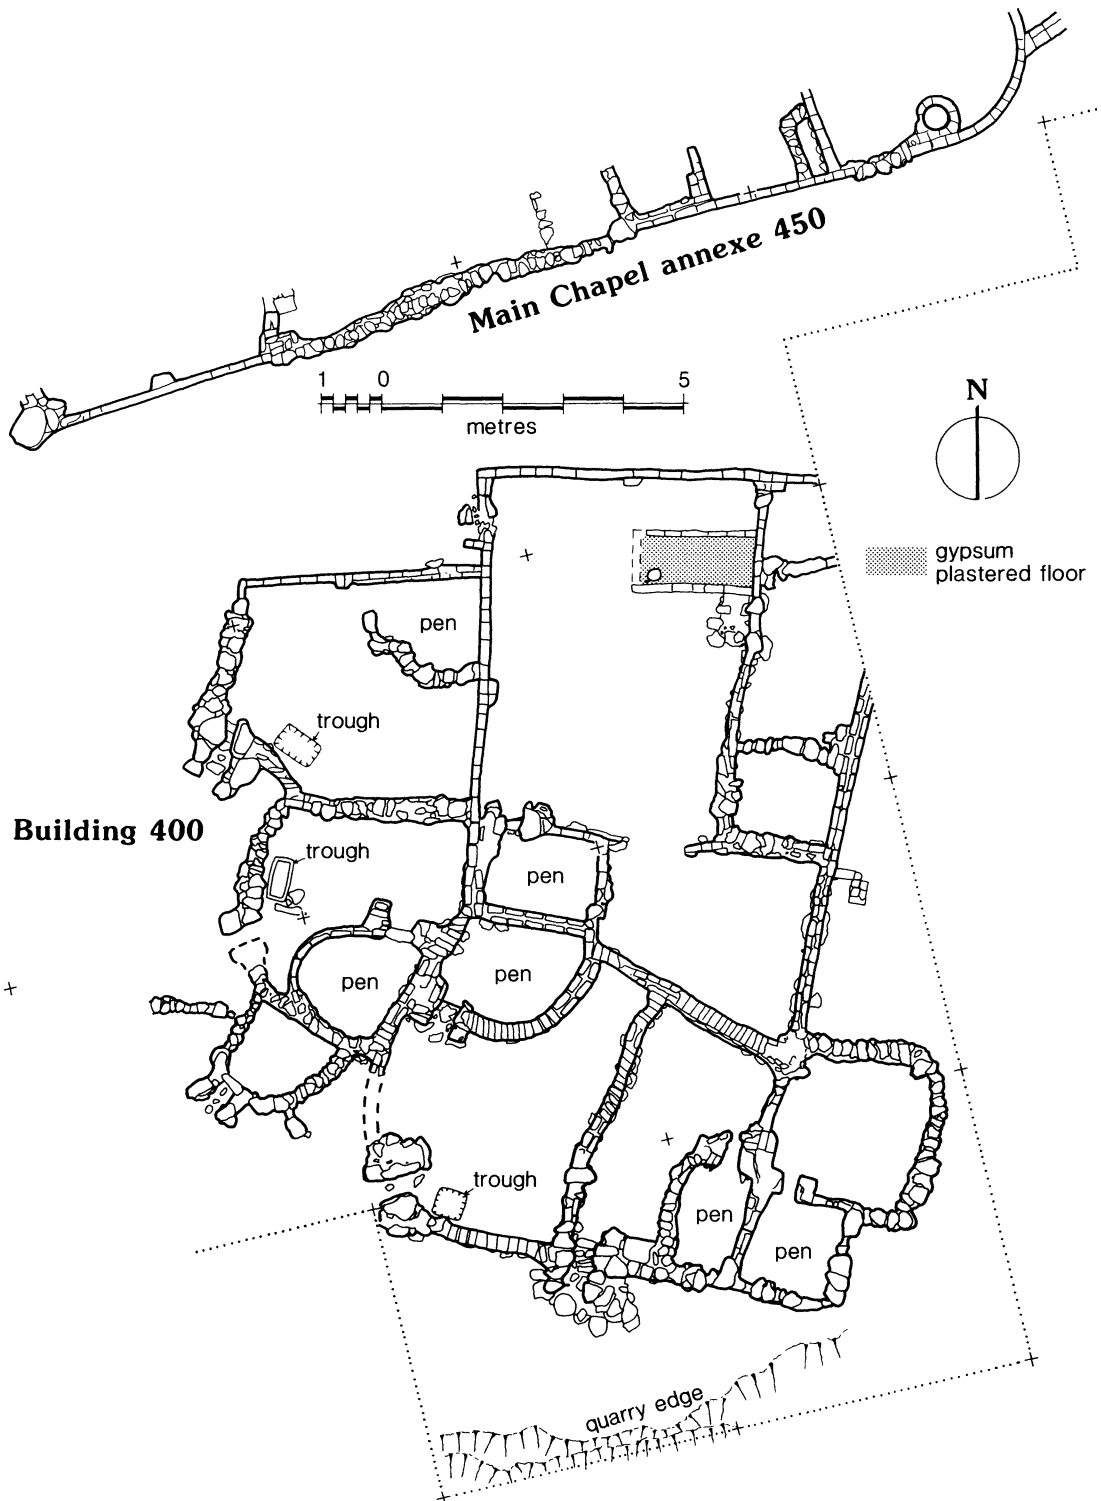 Main Chapel annexe 450
1 0 5
metres
N
gypsum
plastered floor
pen
trough
Building 400
trough
pen
pen
pen
trough
pen
pen
quarry edge